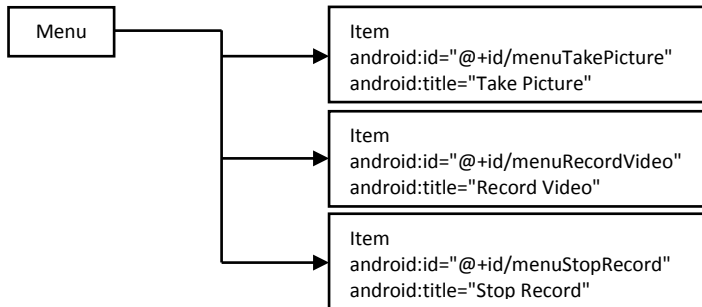 Menu
Item
android:id="@+id/menuTakePicture"
android:title="Take Picture"
Item
android:id="@+id/menuRecordVideo"
android:title="Record Video"
Item
android:id="@+id/menuStopRecord"
android:title="Stop Record"